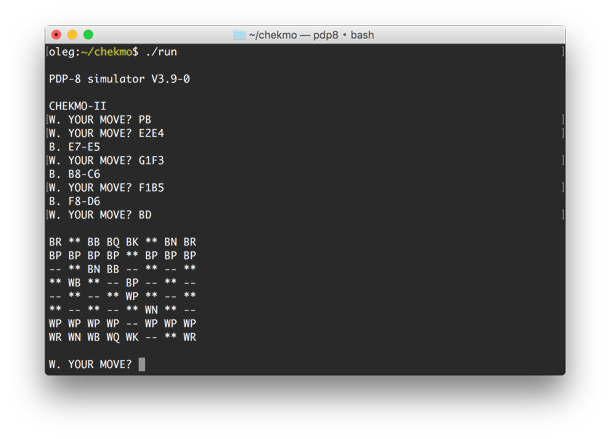 ~/chekmo — pdp8 • bash
oleg:~/chekmo$ ./run
PDP-8 simulator V3.9-0
CHEKMO-II
W. YOUR MOVE? PB
W. YOUR MOVE? E2E4
B. E7-E5
W. YOUR MOVE? G1F3
B. B8-C6
W. YOUR MOVE? F1B5
B. F8-D6
W. YOUR MOVE? BD
BR ** BB BQ BK ** BN BR
BP BP BP BP ** BP BP BP
-- ** BN BB -- ** -- **
** WB ** -- BP -- ** --
-- ** -- ** WP ** -- **
** -- ** -- ** WN ** --
WP WP WP WP -- WP WP WP
WR WN WB WQ WK -- ** WR
W. YOUR MOVE?